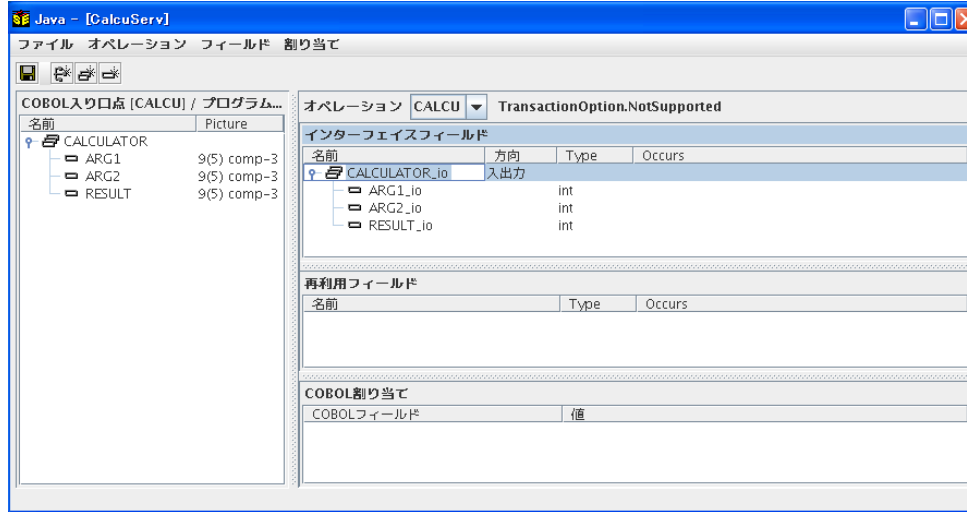 Java - [CalcuServ]
ファイル オペレーション フィールド 割り当て
COBOL入り口点 [CALCU] / プログラム...
名前 Picture
CALCULATOR
ARG1 9(5) comp-3
ARG2 9(5) comp-3
RESULT 9(5) comp-3
オペレーション CALCU TransactionOption.NotSupported
インターフェイスフィールド
名前 方向 Type Occurs
CALCULATOR_io 入出力
ARG1_io int
ARG2_io int
RESULT_io int
再利用フィールド
名前 Type Occurs
COBOL割り当て
COBOLフィールド 値